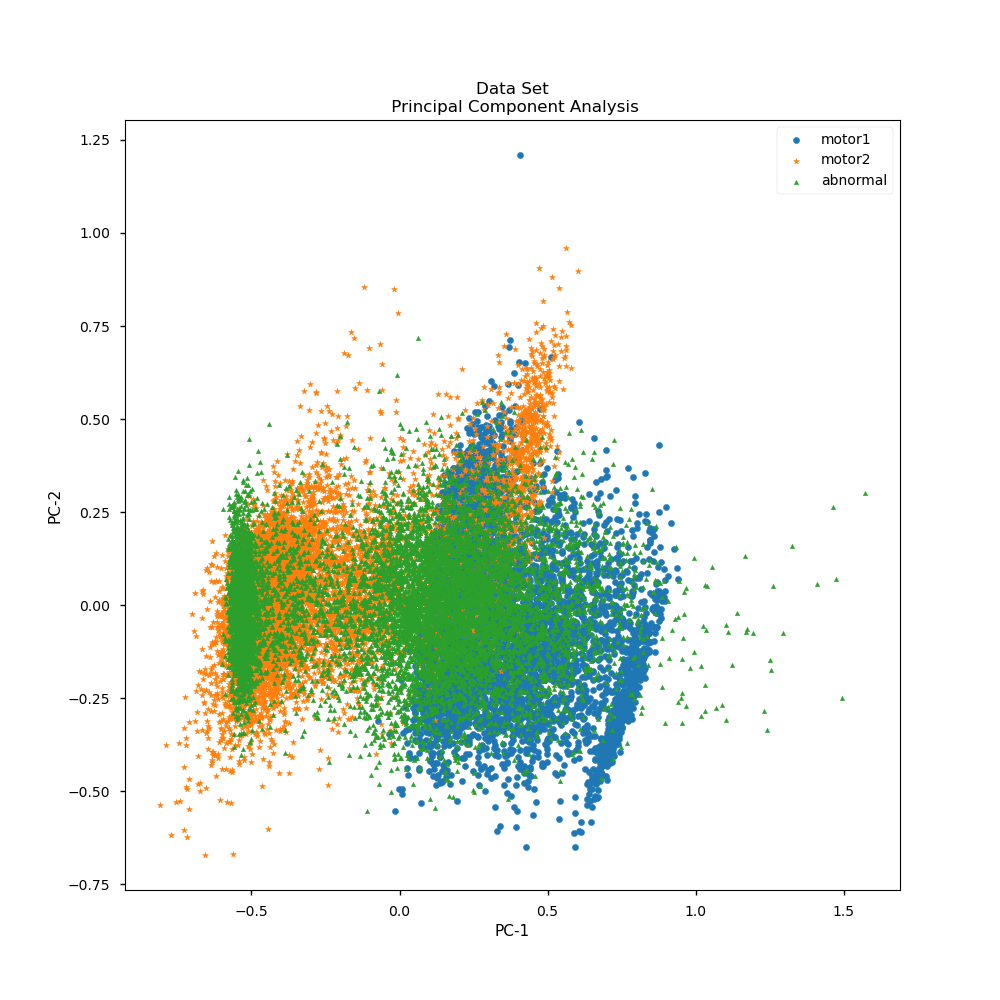 Data Set
Principal Component Analysis
motor1
motor2
abnormal
1.25
1.00
0.75
0.50
0.25
0.00
−0.25
−0.50
−0.75
PC-2
−0.5
0.0
0.5
1.0
1.5
PC-1